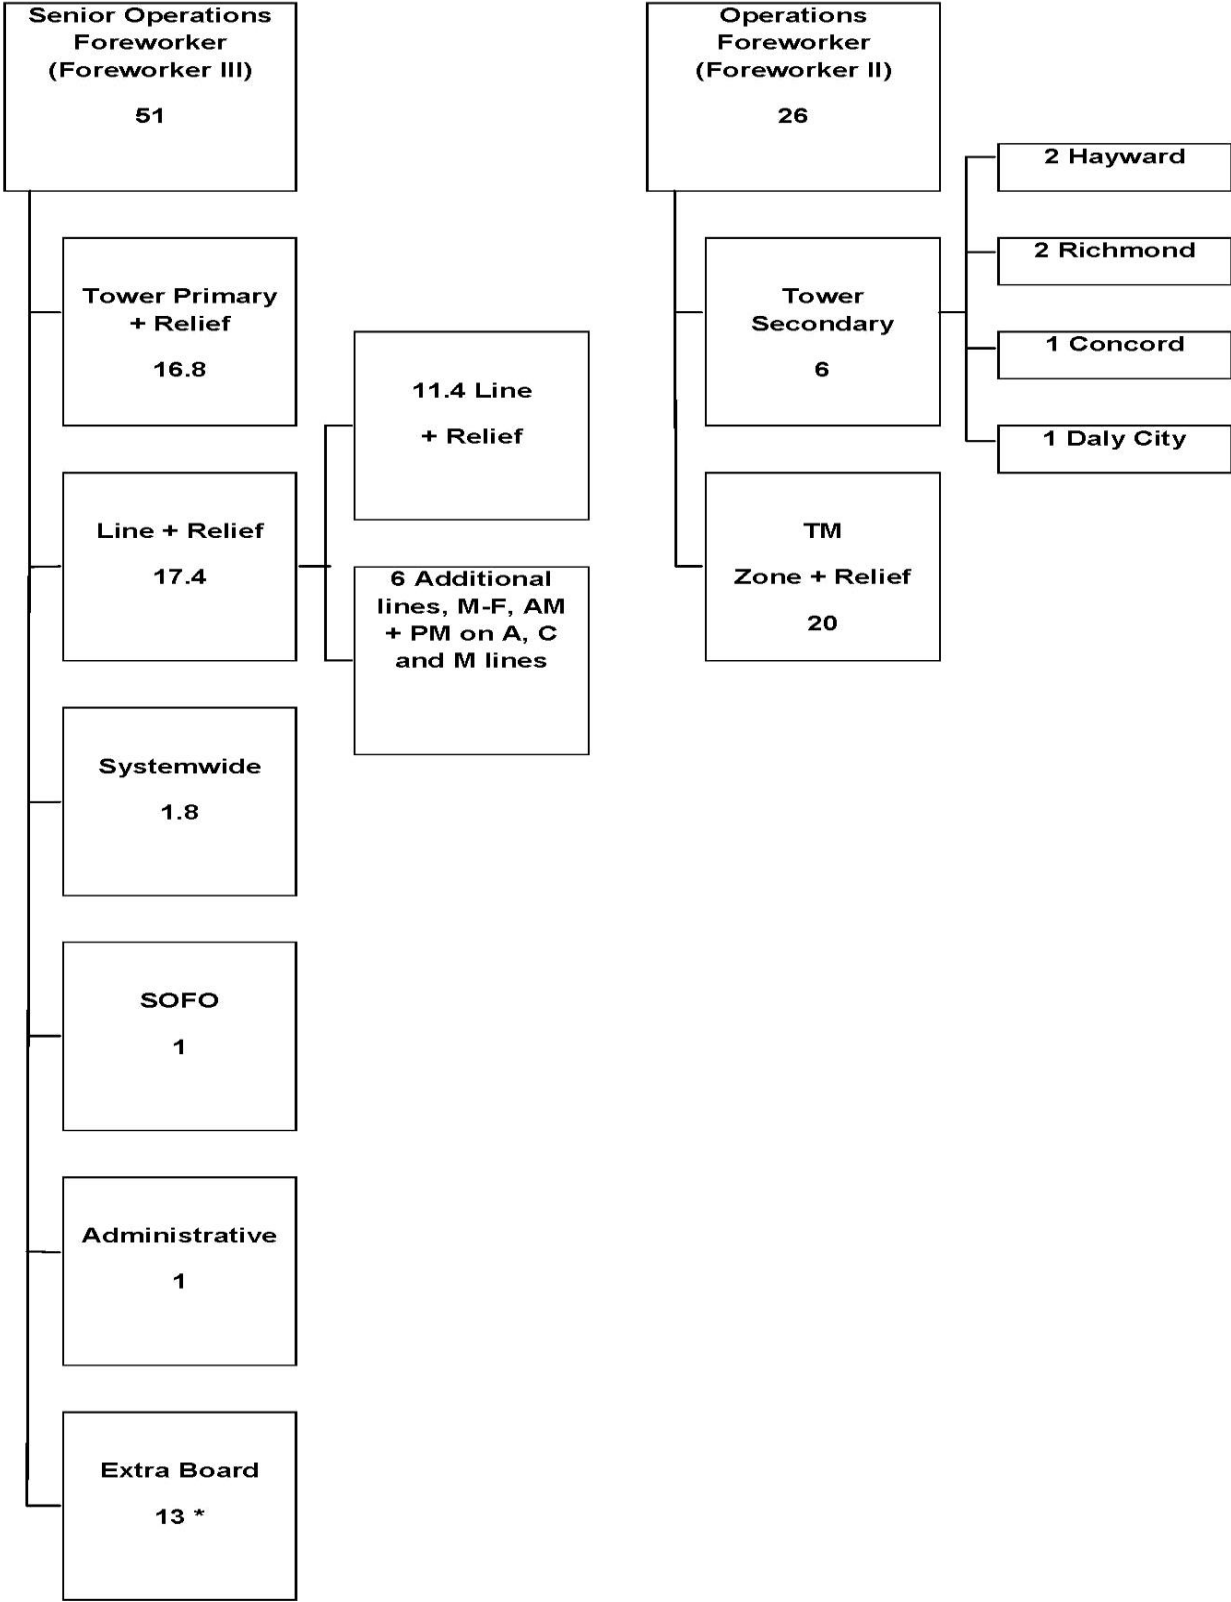 Senior Operations
Foreworker
(Foreworker III)
51
Tower Primary
+ Relief
16.8
Line + Relief
17.4
11.4 Line
+ Relief
6 Additional
lines, M-F, AM
+ PM on A, C
and M lines
Systemwide
1.8
SOFO
1
Administrative
1
Extra Board
13 *
Operations
Foreworker
(Foreworker II)
26
Tower
Secondary
6
2 Hayward
2 Richmond
1 Concord
1 Daly City
TM
Zone + Relief
20